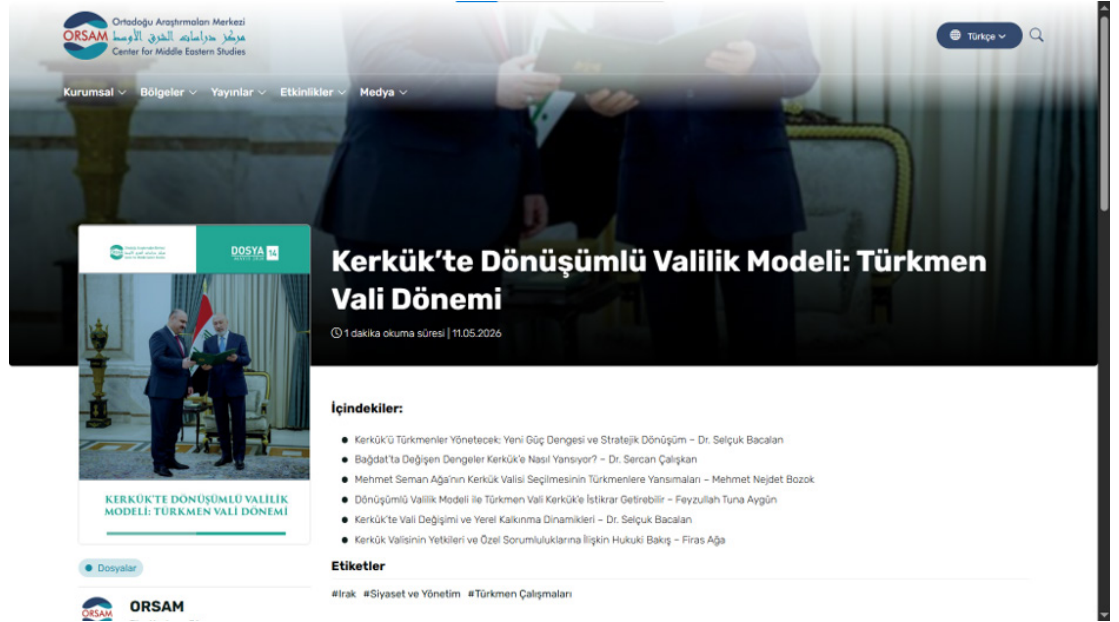 ORSAM
Ortadoğu Araştırmaları Merkezi
مركز دراسات الشرق الأوسط
Center for Middle Eastern Studies
Türkçe
Kurumsal
Bölgeler
Yayınlar
Etkinlikler
Medya
DOSYA 14
Kerkük’te Dönüşümlü Valilik Modeli: Türkmen
Vali Dönemi
1 dakika okuma süresi | 11.05.2026
KERKÜK'TE DÖNÜŞÜMLÜ VALİLİK
MODELİ: TÜRKMEN VALİ DÖNEMİ
İçindekiler:
Kerkük’ü Türkmenler Yönetecek: Yeni Güç Dengesi ve Stratejik Dönüşüm – Dr. Selçuk Bacalan
Bağdat’ta Değişen Dengeler Kerkük’e Nasıl Yansıyor? – Dr. Sercan Çalışkan
Mehmet Seman Ağa’nın Kerkük Valisi Seçilmesinin Türkmenlere Yansımaları – Mehmet Nejdet Bozok
Dönüşümlü Valilik Modeli ile Türkmen Vali Kerkük’e İstikrar Getirebilir – Feyzullah Tuna Aygün
Kerkük’te Vali Değişimi ve Yerel Kalkınma Dinamikleri – Dr. Selçuk Bacalan
Kerkük Valisinin Yetkileri ve Özel Sorumluluklarına İlişkin Hukuki Bakış – Firas Ağa
Etiketler
#Irak #Siyaset ve Yönetim #Türkmen Çalışmaları
Dosyalar
ORSAM
ORSAM